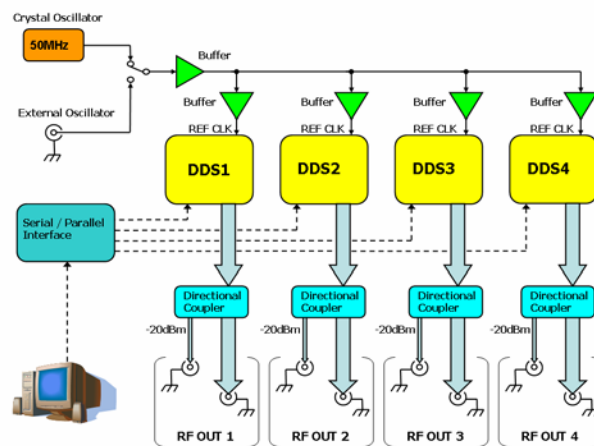 Crystal Oscillator
50MHz
Buffer
External Oscillator
Buffer
Buffer
Buffer
Buffer
REF CLK
REF CLK
REF CLK
REF CLK
DDS1
DDS2
DDS3
DDS4
Serial / Parallel
Interface
Directional
Coupler
Directional
Coupler
Directional
Coupler
Directional
Coupler
-20dBm
-20dBm
-20dBm
-20dBm
RF OUT 1
RF OUT 2
RF OUT 3
RF OUT 4